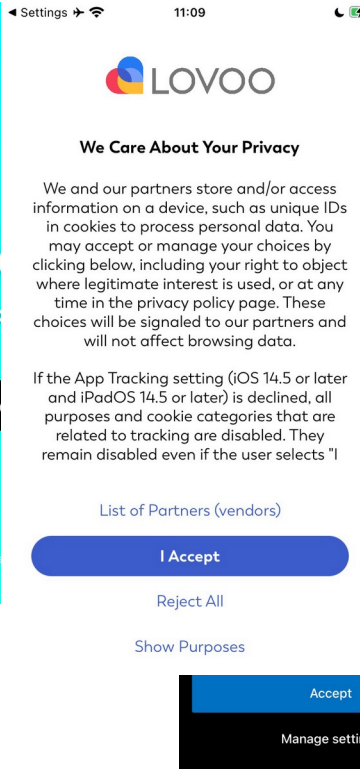 Settings
11:09
LOVOO
We Care About Your Privacy
We and our partners store and/or access
information on a device, such as unique IDs
in cookies to process personal data. You
may accept or manage your choices by
clicking below, including your right to object
where legitimate interest is used, or at any
time in the privacy policy page. These
choices will be signaled to our partners and
will not affect browsing data.
If the App Tracking setting (iOS 14.5 or later
and iPadOS 14.5 or later) is declined, all
purposes and cookie categories that are
related to tracking are disabled. They
remain disabled even if the user selects "I
List of Partners (vendors)
I Accept
Reject All
Show Purposes
Accept
Manage